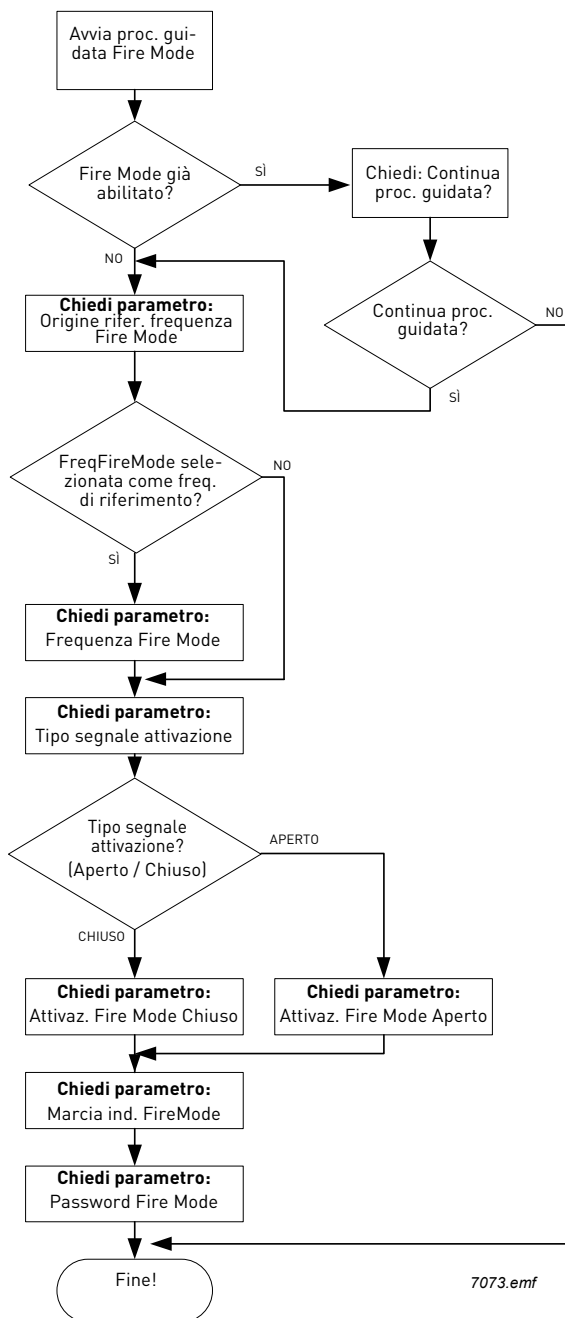 Avvia proc. gui-
data Fire Mode
Fire Mode già
abilitato?
SÌ
Chiedi: Continua
proc. guidata?
NO
Continua proc.
guidata?
NO
SÌ
Chiedi parametro:
Origine rifer. frequenza
Fire Mode
FreqFireMode sele-
zionata come freq.
di riferimento?
NO
SÌ
Chiedi parametro:
Frequenza Fire Mode
Chiedi parametro:
Tipo segnale attivazione
Tipo segnale
attivazione?
(Aperto / Chiuso)
APERTO
CHIUSO
Chiedi parametro:
Attivaz. Fire Mode Chiuso
Chiedi parametro:
Attivaz. Fire Mode Aperto
Chiedi parametro:
Marcia ind. FireMode
Chiedi parametro:
Password Fire Mode
Fine!
7073.emf